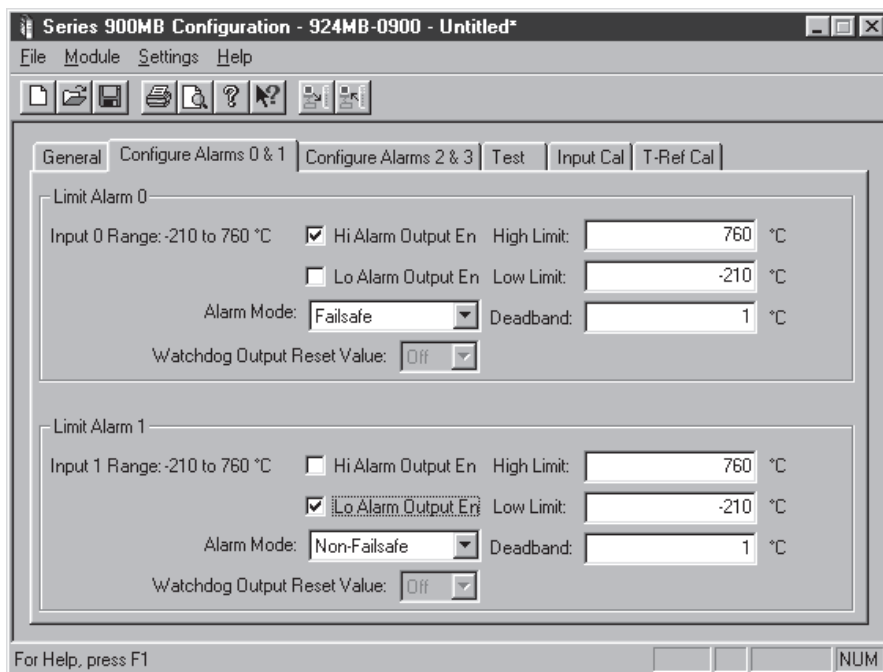 Series 900MB Configuration - 924MB-0900 - Untitled*
File Module Settings Help
General Configure Alarms 0 & 1 Configure Alarms 2 & 3 Test Input Cal T-Ref Cal
Limit Alarm 0
Input 0 Range: -210 to 760 °C Hi Alarm Output En High Limit: 760 °C
Lo Alarm Output En Low Limit: -210 °C
Alarm Mode: Failsafe Deadband: 1 °C
Watchdog Output Reset Value: Off
Limit Alarm 1
Input 1 Range: -210 to 760 °C Hi Alarm Output En High Limit: 760 °C
Lo Alarm Output En Low Limit: -210 °C
Alarm Mode: Non-Failsafe Deadband: 1 °C
Watchdog Output Reset Value: Off
For Help, press F1 NUM